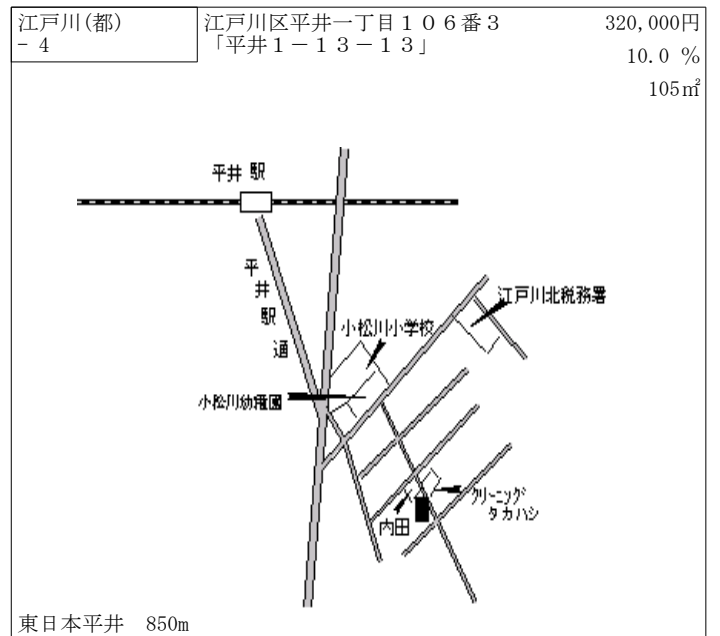 江戸川(都)
- 4
江戸川区平井一丁目１０６番３
「平井１－１３－１３」
320,000円
10.0 %
105㎡
平井 駅
平井駅通
江戸川北税務署
小松川小学校
小松川幼稚園
クリーニング
タカハシ
内田
東日本平井　850m